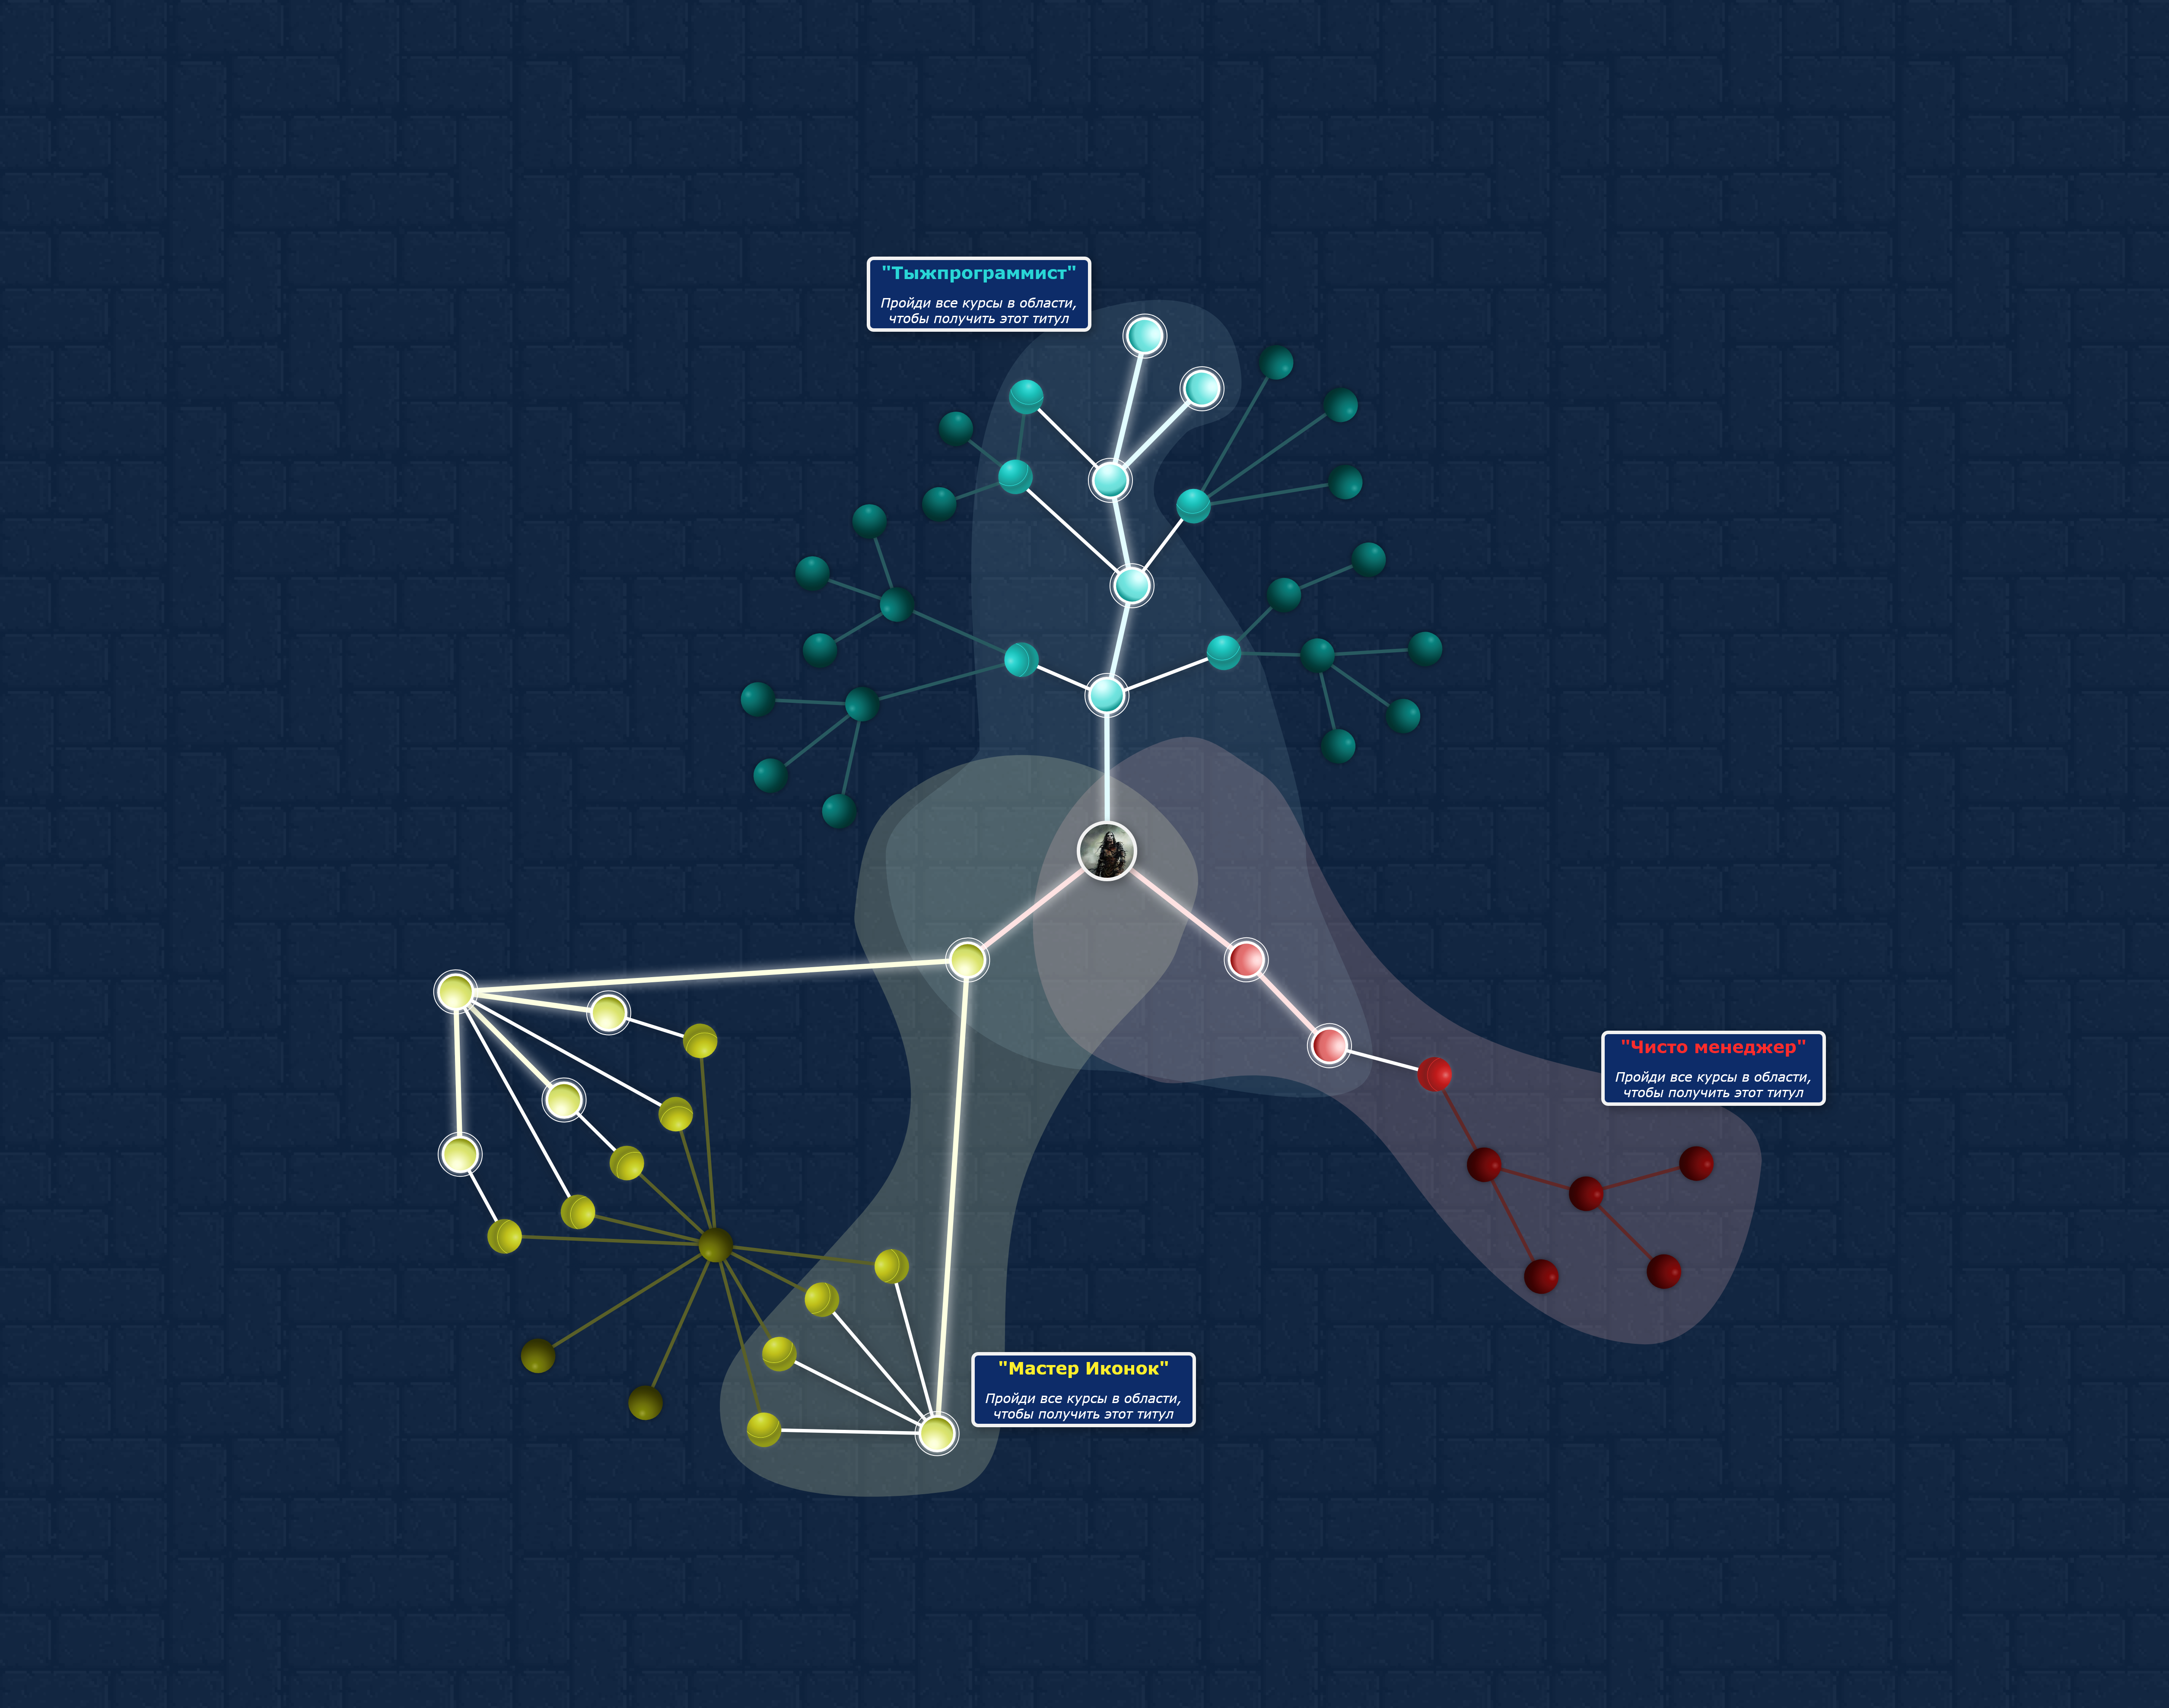 "Тыжпрограммист"
Пройди все курсы в области,
чтобы получить этот титул
"Чисто менеджер"
Пройди все курсы в области,
чтобы получить этот титул
"Мастер Иконок"
Пройди все курсы в области,
чтобы получить этот титул